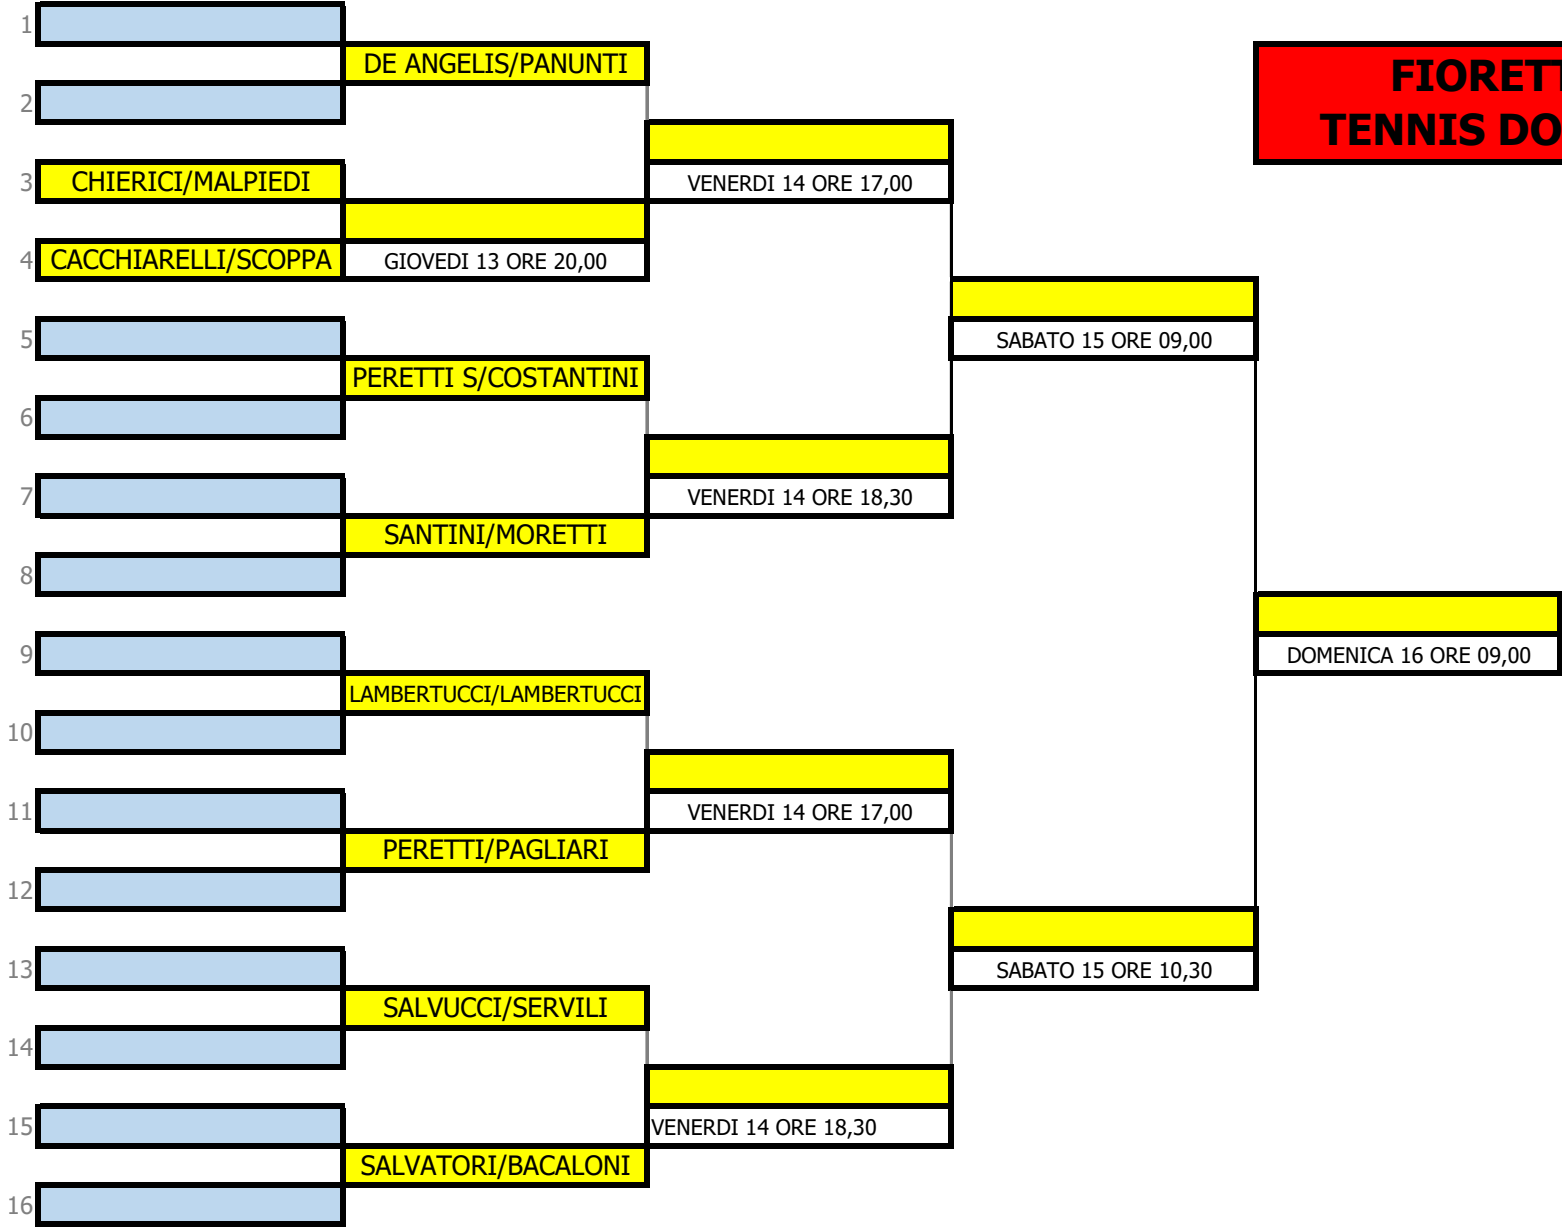 1
DE ANGELIS/PANUNTI
2
FIORETT
TENNIS DO
3 CHIERICI/MALPIEDI
VENERDI 14 ORE 17,00
4 CACCHIARELLI/SCOPPA
GIOVEDI 13 ORE 20,00
5
SABATO 15 ORE 09,00
PERETTI S/COSTANTINI
6
7
VENERDI 14 ORE 18,30
SANTINI/MORETTI
8
9
DOMENICA 16 ORE 09,00
LAMBERTUCCI/LAMBERTUCCI
10
11
VENERDI 14 ORE 17,00
PERETTI/PAGLIARI
12
13
SABATO 15 ORE 10,30
SALVUCCI/SERVILI
14
15
VENERDI 14 ORE 18,30
SALVATORI/BACALONI
16